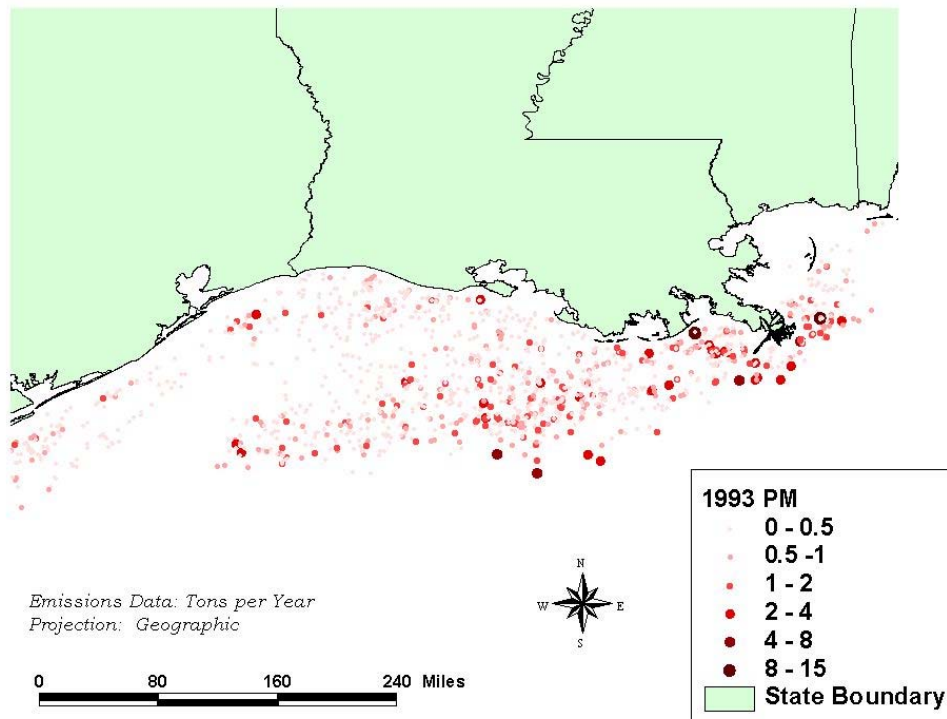 1993 PM
0 - 0.5
0.5 -1
1 - 2
2 - 4
4 - 8
8 - 15
State Boundary
N
W E
S
Emissions Data: Tons per Year
Projection: Geographic
0 80 160 240 Miles